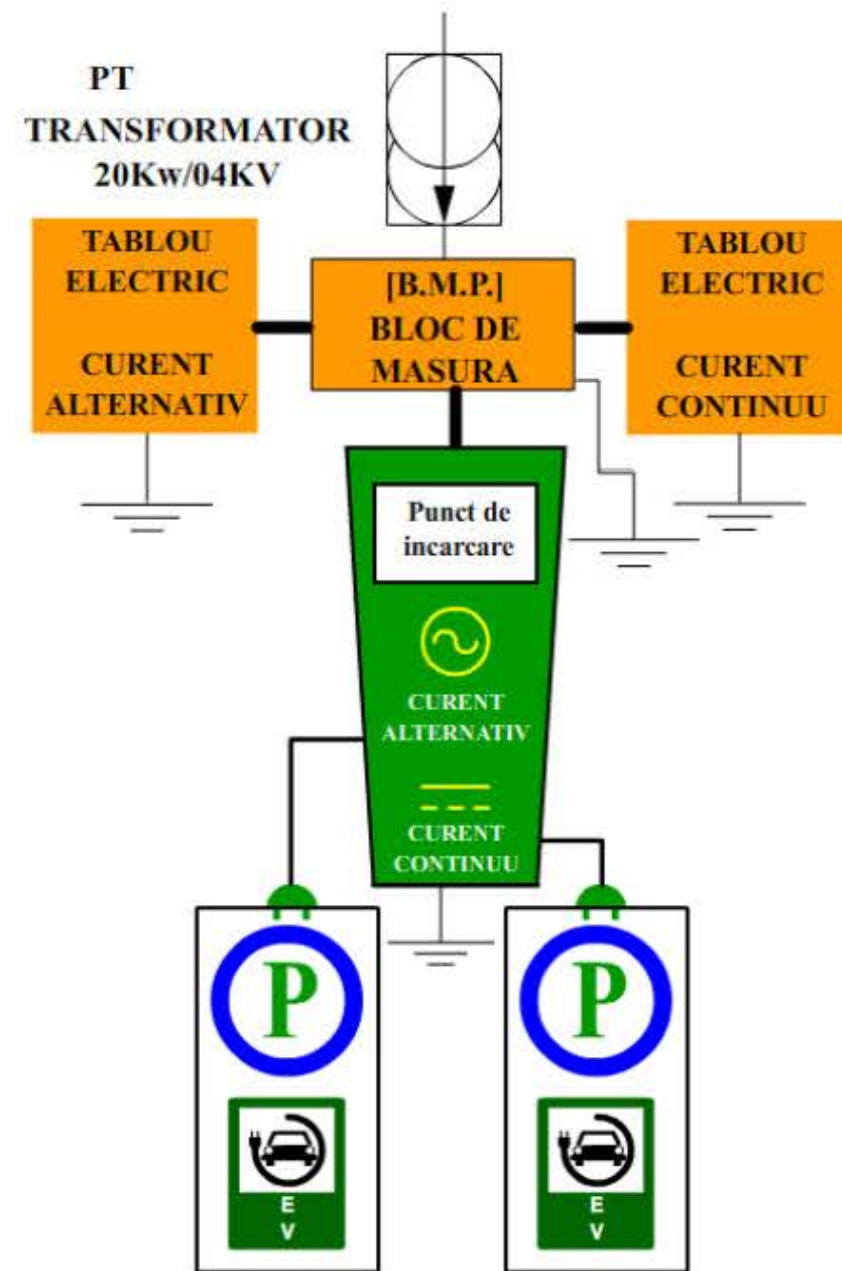 PT
TRANSFORMATOR
20Kw/04KV
TABLOU
ELECTRIC
CURENT
ALTERNATIV
[B.M.P.]
BLOC DE
MASURA
TABLOU
ELECTRIC
CURENT
CONTINUU
Punct de
incarcare
CURENT
ALTERNATIV
CURENT
CONTINUU
P
E
V
P
E
V